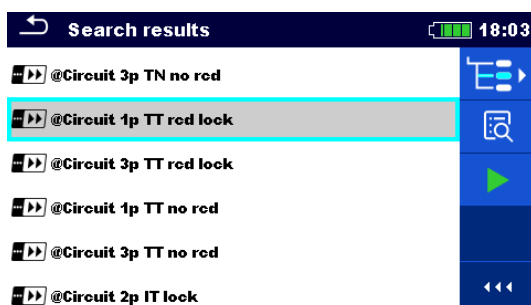 Search results
18:03
@Circuit 3p TN no rcd
@Circuit 1p TT rcd lock
@Circuit 3p TT rcd lock
@Circuit 1p TT no rcd
@Circuit 3p TT no rcd
@Circuit 2p IT lock